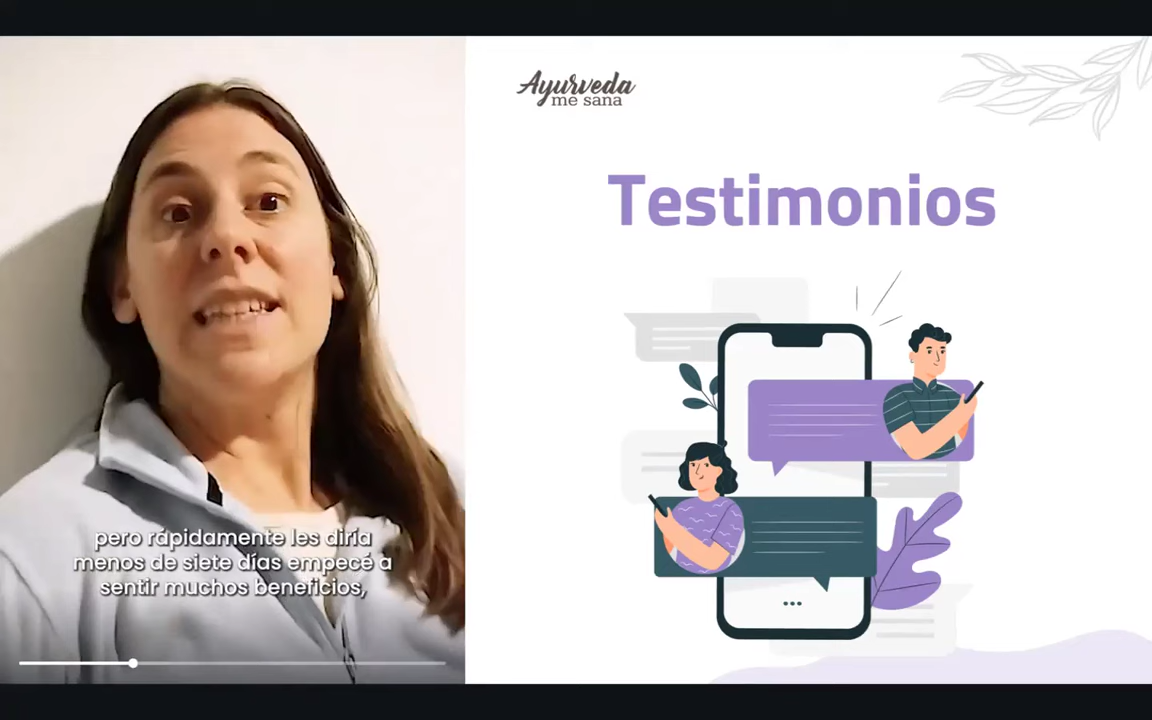 Ayurveda
me sana
Testimonios
pero rápidamente les diría
menos de siete días empecé a
sentir muchos beneficios,